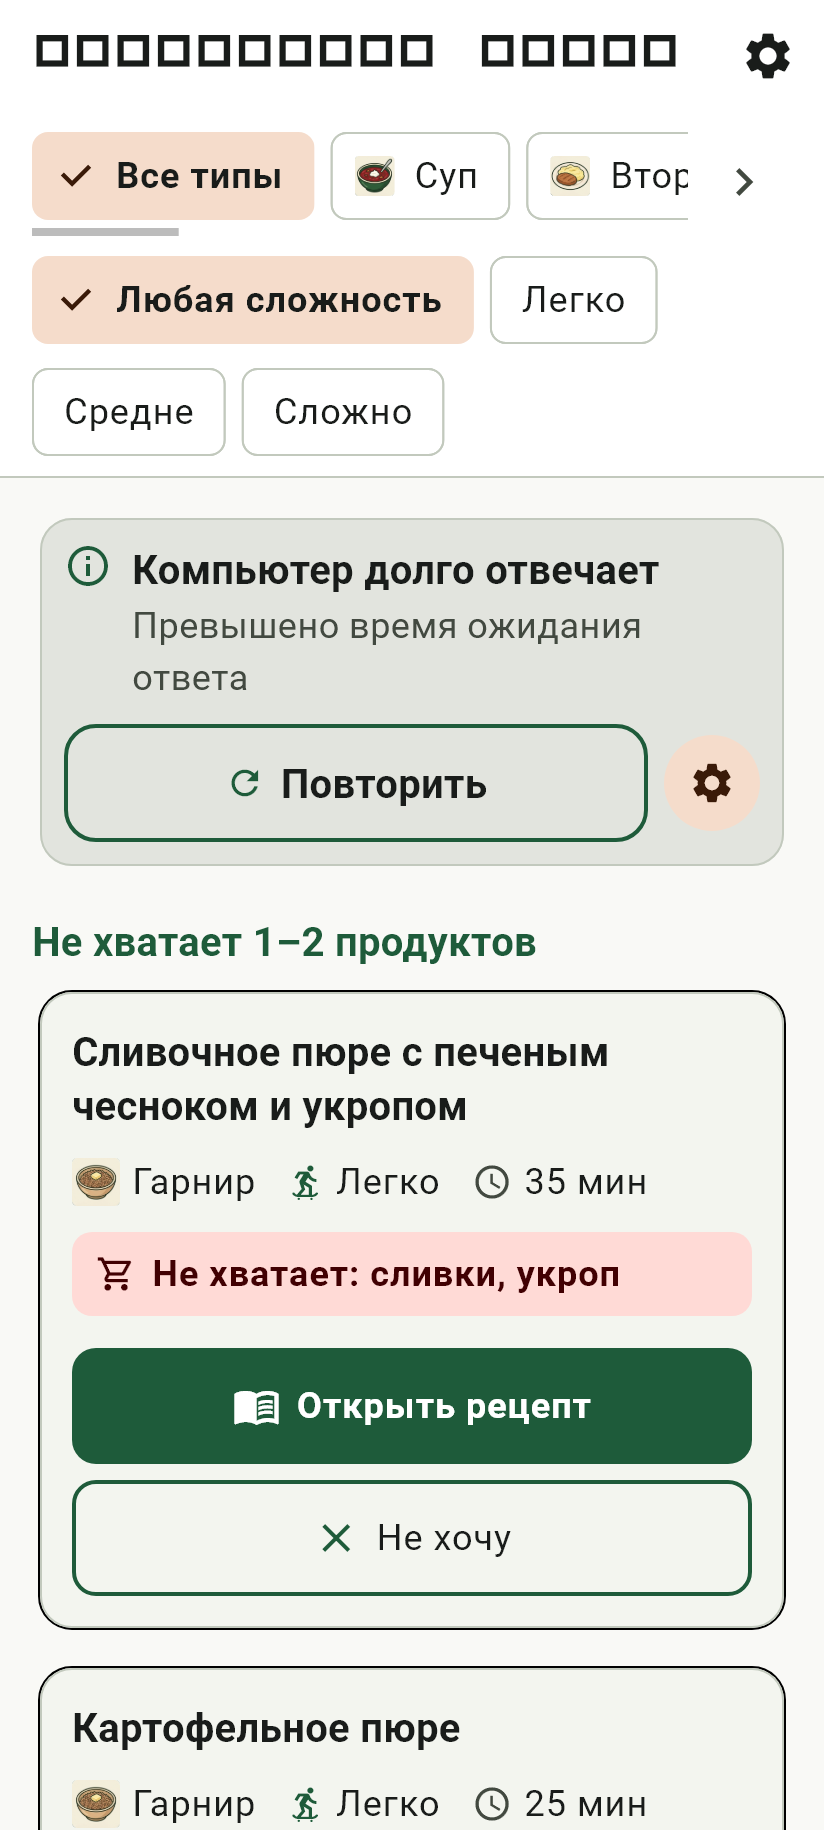 Все типы
Суп
Втор
Любая сложность
Легко
Средне
Сложно
Компьютер долго отвечает
Превышено время ожидания
ответа
Повторить
Не хватает 1–2 продуктов
Сливочное пюре с печеным
чесноком и укропом
Гарнир Легко 35 мин
Не хватает: сливки, укроп
Открыть рецепт
Не хочу
Картофельное пюре
Гарнир Легко 25 мин